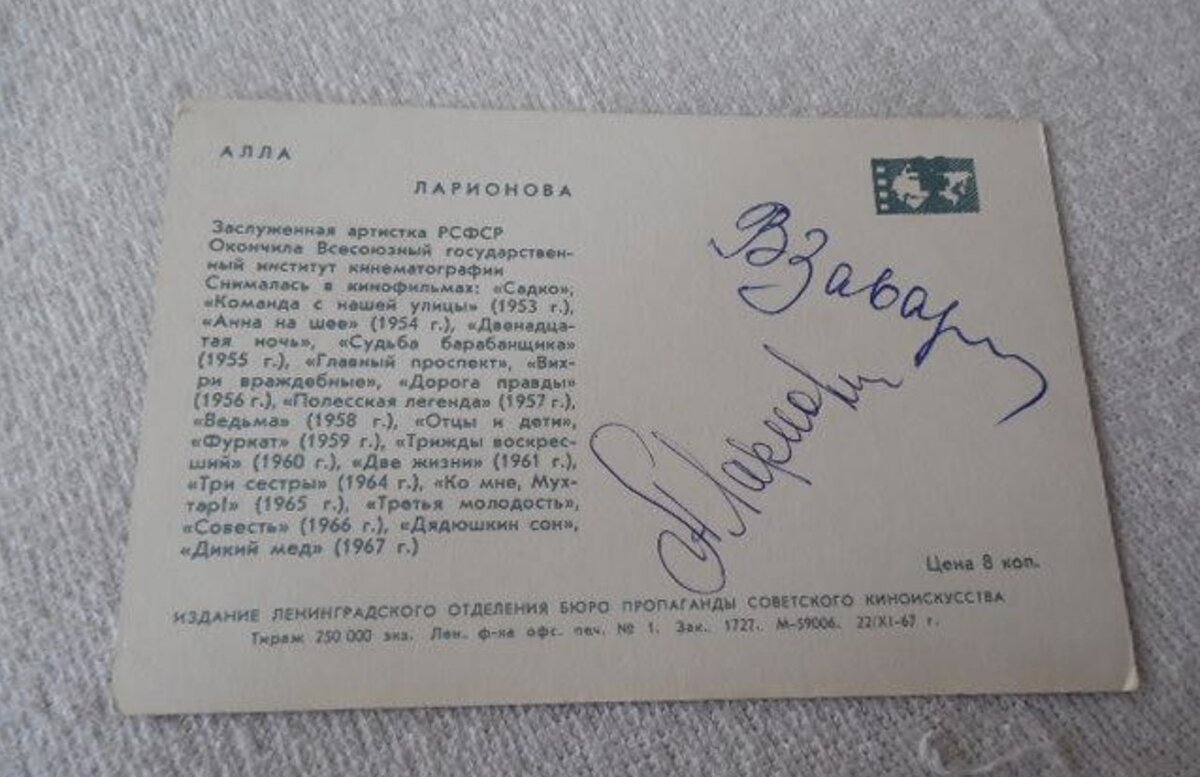 АЛЛА
ЛАРИОНОВА
Заслуженная артистка РСФСР
Окончила Всесоюзный государствен-
ный институт кинематографии
Снималась в кинофильмах: «Садко»,
«Команда с нашей улицы» (1953 г.),
«Анна на шее» (1954 г.), «Двенадца-
тая ночь», «Судьба барабанщика»
(1955 г.), «Главный проспект», «Вих-
ри враждебные», «Дорога правды»
(1956 г.), «Полесская легенда» (1957 г.),
«Ведьма» (1958 г.), «Отцы и дети»,
«Фуркат» (1959 г.), «Трижды воскрес-
ший» (1960 г.), «Две жизни» (1961 г.),
«Три сестры» (1964 г.), «Ко мне, Мух-
тар!» (1965 г.), «Третья молодость»,
«Совесть» (1966 г.), «Дядюшкин сон»,
«Дикий мед» (1967 г.)
Цена 8 коп.
ИЗДАНИЕ ЛЕНИНГРАДСКОГО ОТДЕЛЕНИЯ БЮРО ПРОПАГАНДЫ СОВЕТСКОГО КИНОИСКУССТВА
Тираж 250 000 экз. Лен. ф-ка офс. печ. № 1. Зак. 1727. М-59006. 22/XI-67 г.